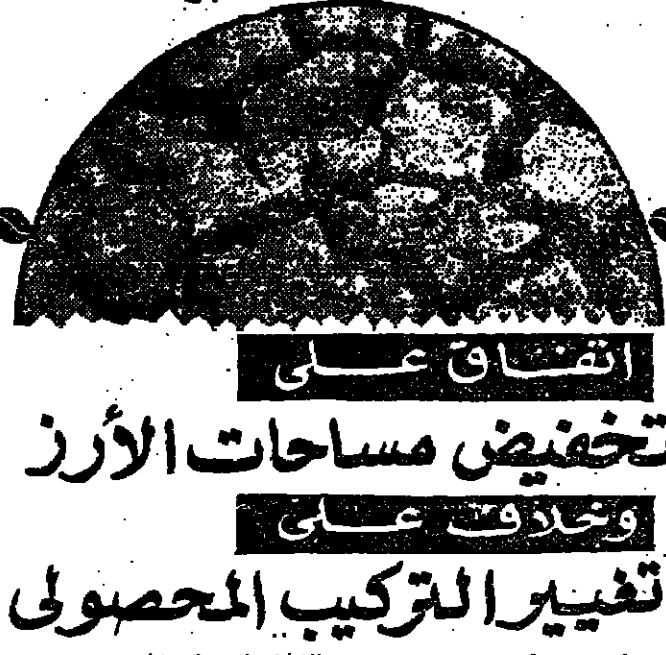 اتفاق على
تخفيض مساحات الأرز
وخلاف على
تغيير التركيب المحصولى